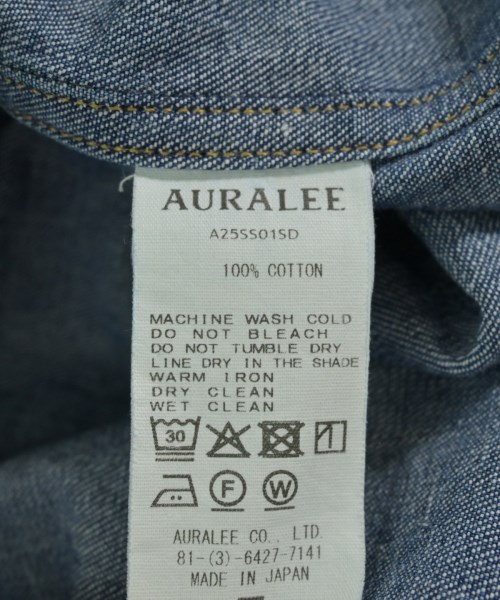 AURALEE
A25SS01SD
100% COTTON
MACHINE WASH COLD
DO NOT BLEACH
DO NOT TUMBLE DRY
LINE DRY IN THE SHADE
WARM IRON
DRY CLEAN
WET CLEAN
30
F W
AURALEE CO., LTD.
81-(3)-6427-7141
MADE IN JAPAN